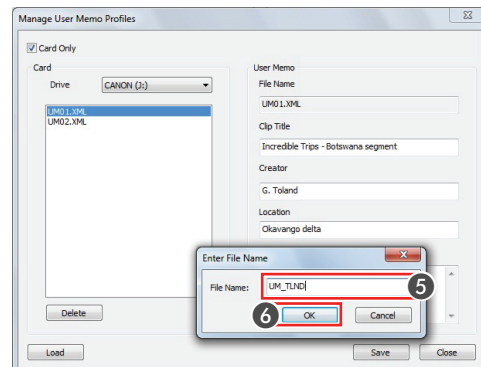 Manage User Memo Profiles
Card Only
Card
Drive
CANON (J:)
UM01.XML
UM02.XML
Delete
Load
User Memo
File Name
UM01.XML
Clip Title
Incredible Trips - Botswana segment
Creator
G. Toland
Location
Okavango delta
Enter File Name
File Name:
UM_TLND
5
6
OK
Cancel
Save
Close